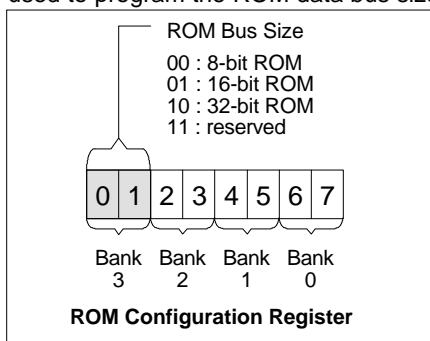 used to program the ROM data bus size
ROM Bus Size
00 : 8-bit ROM
01 : 16-bit ROM
10 : 32-bit ROM
11 : reserved
0 1 2 3 4 5 6 7
Bank Bank Bank Bank
3 2 1 0
ROM Configuration Register